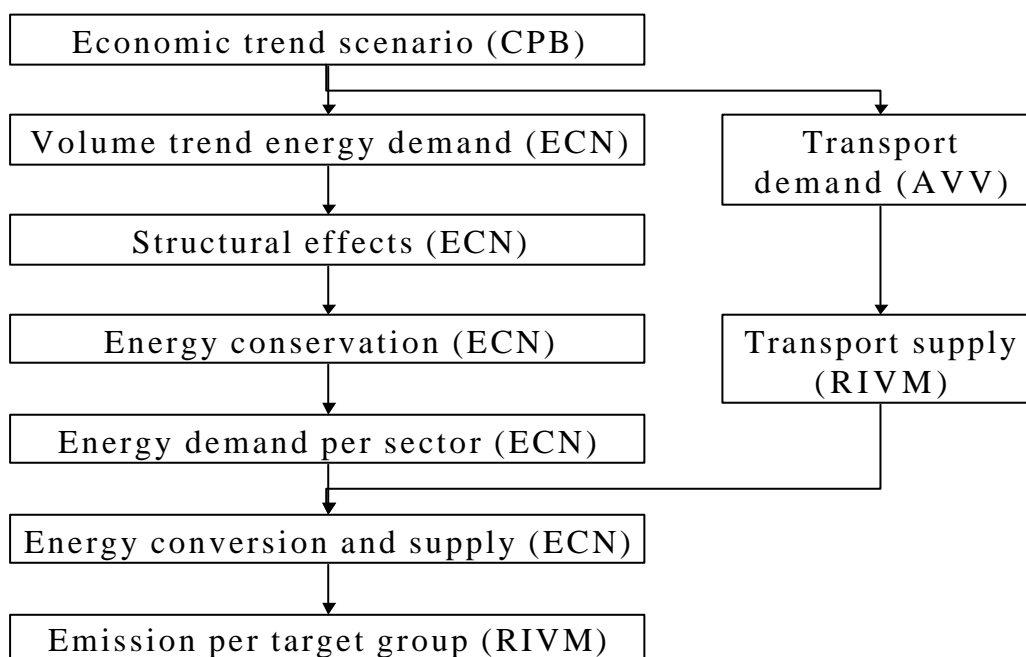 Economic trend scenario (CPB)
Volume trend energy demand (ECN)
Transport
demand (AVV)
Structural effects (ECN)
Energy conservation (ECN)
Transport supply
(RIVM)
Energy demand per sector (ECN)
Energy conversion and supply (ECN)
Emission per target group (RIVM)